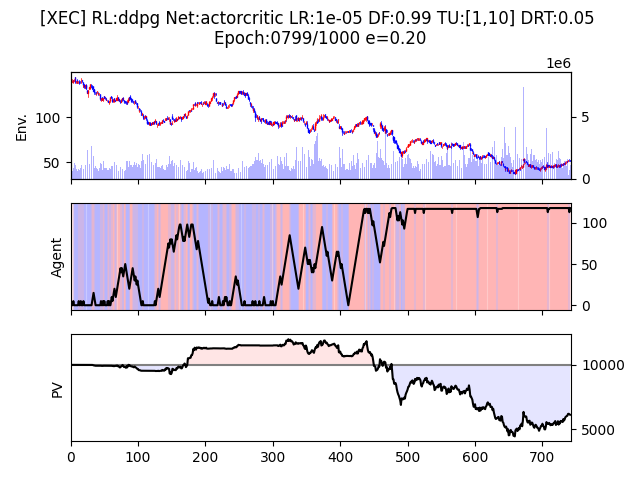 [XEC] RL:ddpg Net:actorcritic LR:1e-05 DF:0.99 TU:[1,10] DRT:0.05
Epoch:0799/1000 e=0.20
1e6
Env.
100
50
5
0
Agent
100
50
0
PV
10000
5000
0 100 200 300 400 500 600 700